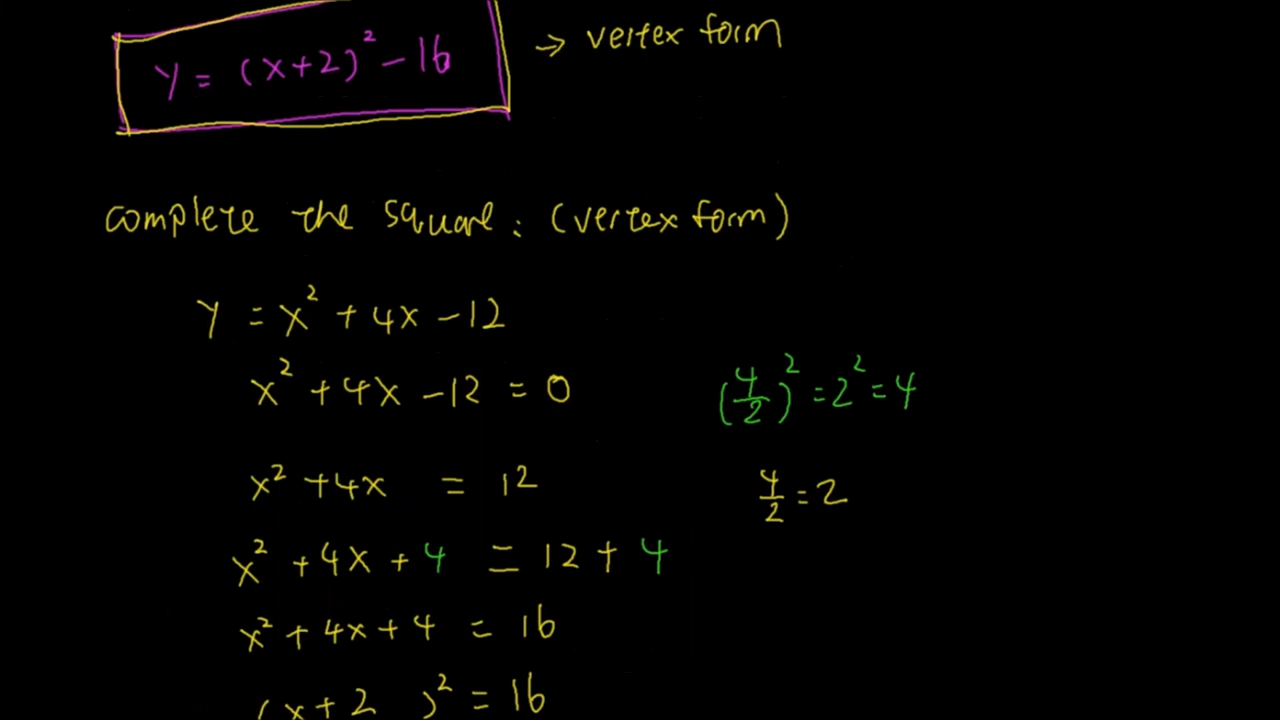 y = (x+2)² - 16 → vertex form
complete the square: (vertex form)
y = x² + 4x - 12
x² + 4x - 12 = 0
(4/2)² = 2² = 4
x² + 4x = 12
4/2 = 2
x² + 4x + 4 = 12 + 4
x² + 4x + 4 = 16
(x+2 )² = 16